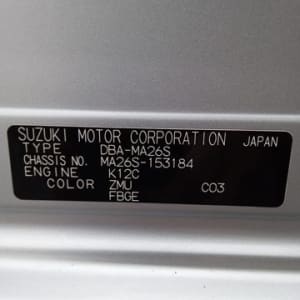 SUZUKI MOTOR CORPORATION JAPAN
TYPE DBA-MA26S
CHASSIS NO. MA26S-153184
ENGINE K12C
COLOR ZMU C03
FBGE